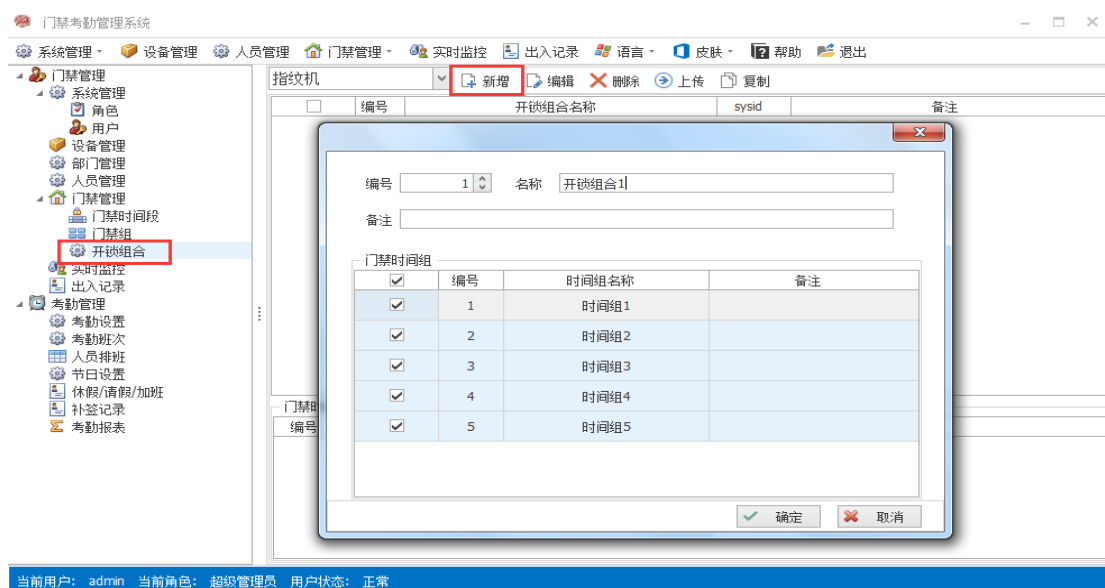 门禁考勤管理系统
系统管理 设备管理 人员管理 门禁管理 实时监控 出入记录 语言 皮肤 帮助 退出
门禁管理
系统管理
角色
用户
设备管理
部门管理
人员管理
门禁管理
门禁时间段
门禁组
开锁组合
实时监控
出入记录
考勤管理
考勤设置
考勤班次
人员排班
节日设置
休假/请假/加班
补签记录
考勤报表
指纹机 新增 编辑 删除 上传 复制
编号 开锁组合名称 sysid 备注
编号 1 名称 开锁组合1
备注
门禁时间组
编号 时间组名称 备注
1 时间组1
2 时间组2
3 时间组3
4 时间组4
5 时间组5
确定 取消
门禁时
编号
当前用户: admin 当前角色: 超级管理员 用户状态: 正常